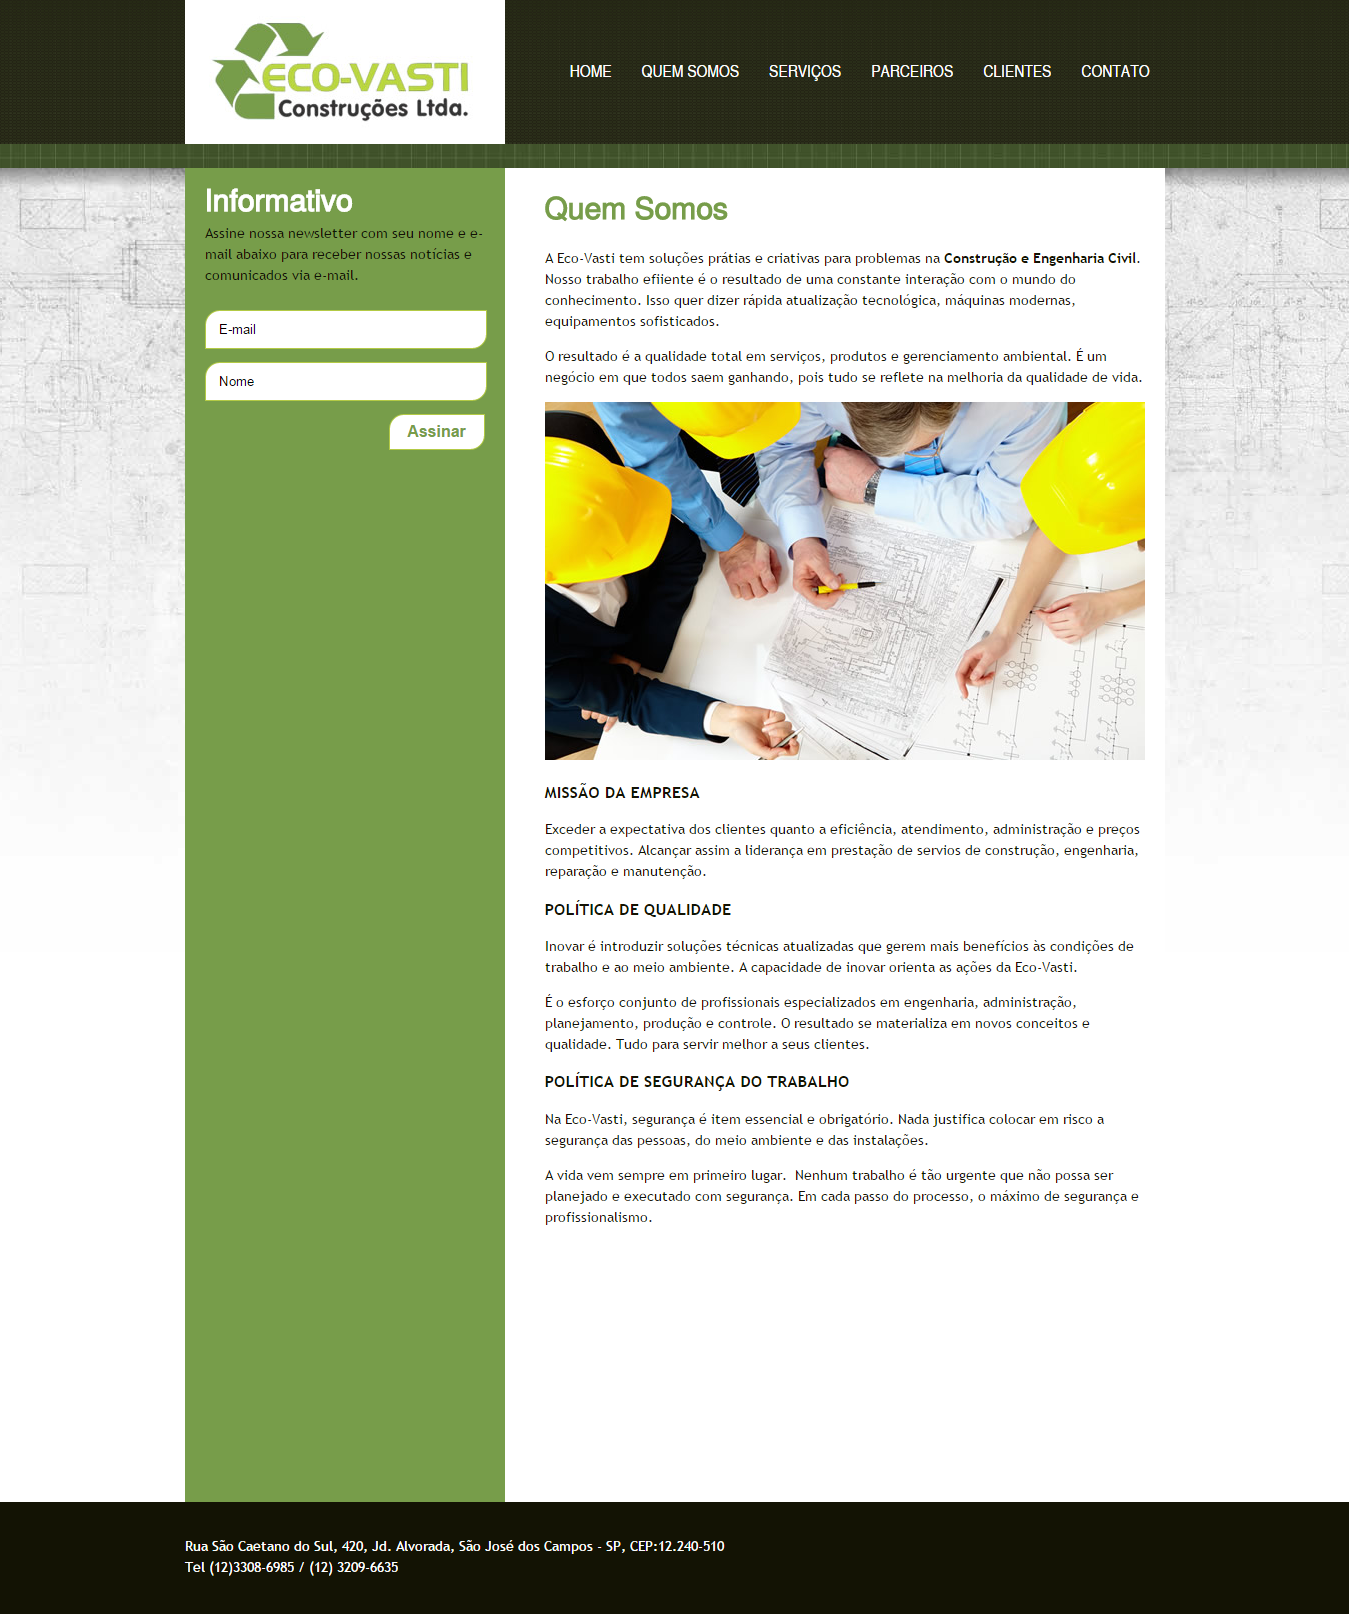 ECO-VASTI
Construções Ltda.
HOME QUEM SOMOS SERVIÇOS PARCEIROS CLIENTES CONTATO
Informativo
Assine nossa newsletter com seu nome e e-
mail abaixo para receber nossas notícias e
comunicados via e-mail.
E-mail
Nome
Assinar
Quem Somos
A Eco-Vasti tem soluções prátias e criativas para problemas na Construção e Engenharia Civil.
Nosso trabalho efiiente é o resultado de uma constante interação com o mundo do
conhecimento. Isso quer dizer rápida atualização tecnológica, máquinas modernas,
equipamentos sofisticados.
O resultado é a qualidade total em serviços, produtos e gerenciamento ambiental. É um
negócio em que todos saem ganhando, pois tudo se reflete na melhoria da qualidade de vida.
MISSÃO DA EMPRESA
Exceder a expectativa dos clientes quanto a eficiência, atendimento, administração e preços
competitivos. Alcançar assim a liderança em prestação de servios de construção, engenharia,
reparação e manutenção.
POLÍTICA DE QUALIDADE
Inovar é introduzir soluções técnicas atualizadas que gerem mais benefícios às condições de
trabalho e ao meio ambiente. A capacidade de inovar orienta as ações da Eco-Vasti.
É o esforço conjunto de profissionais especializados em engenharia, administração,
planejamento, produção e controle. O resultado se materializa em novos conceitos e
qualidade. Tudo para servir melhor a seus clientes.
POLÍTICA DE SEGURANÇA DO TRABALHO
Na Eco-Vasti, segurança é item essencial e obrigatório. Nada justifica colocar em risco a
segurança das pessoas, do meio ambiente e das instalações.
A vida vem sempre em primeiro lugar.  Nenhum trabalho é tão urgente que não possa ser
planejado e executado com segurança. Em cada passo do processo, o máximo de segurança e
profissionalismo.
Rua São Caetano do Sul, 420, Jd. Alvorada, São José dos Campos - SP, CEP:12.240-510
Tel (12)3308-6985 / (12) 3209-6635